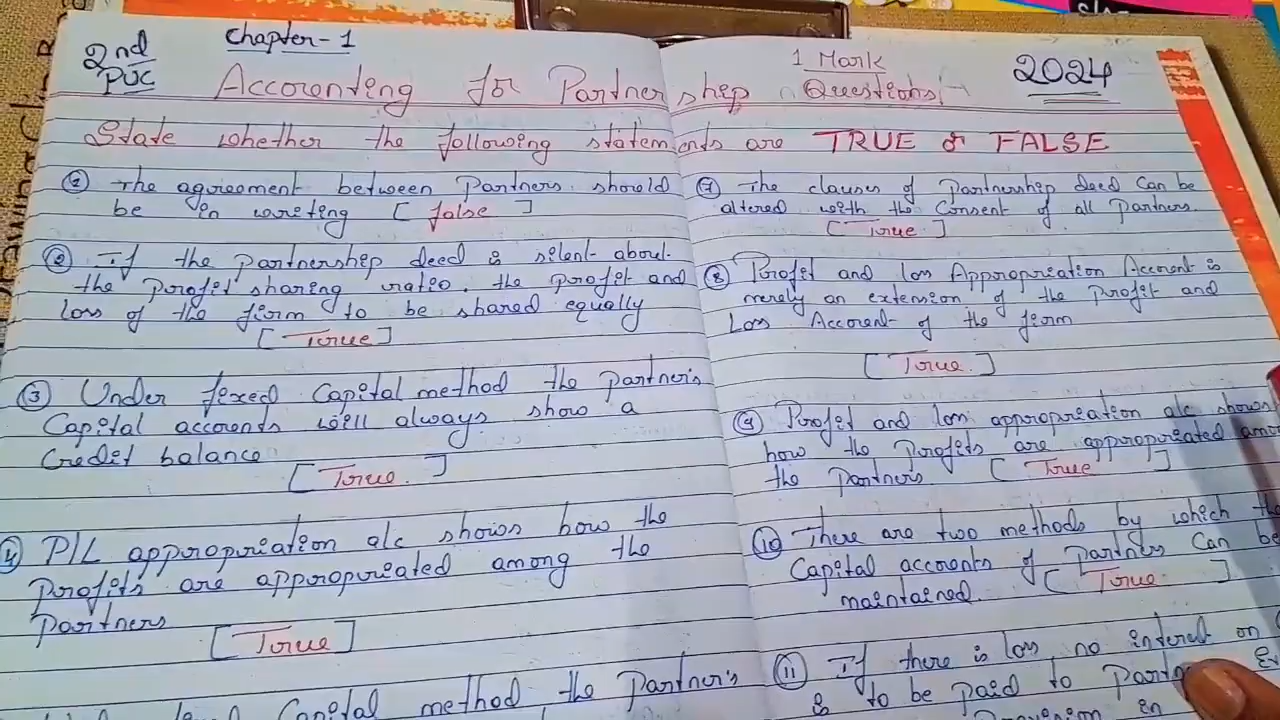 2nd PUC
Chapter-1
1 Mark
2024
Accounting for Partnership Questions
State whether the following statements are TRUE or FALSE
① The agreement between Partners should
be in writing [ false ]
② If the partnership deed is silent about
the profit sharing ratio, the profit and
loss of the firm to be shared equally
[ True ]
③ Under fixed Capital method the Partner's
Capital accounts will always show a
Credit balance
[ True. ]
④ P/L appropriation a/c shows how the
Profits are appropriated among the
Partners
[ True ]
Capital method the Partner's
⑦ The clauses of Partnership deed Can be
altered with the Consent of all Partners.
[ True ]
⑧ Profit and loss Appropriation Account is
merely an extension of the Profit and
Loss Account of the firm
[ True ]
⑨ Profit and loss appropriation a/c shows
how the Profits are appropriated
the Partners [ True ]
⑩ There are two methods by which the
Capital accounts of Partners Can be
maintained. [ True ]
⑪ If there is loss, no interest on
is to be paid to
in